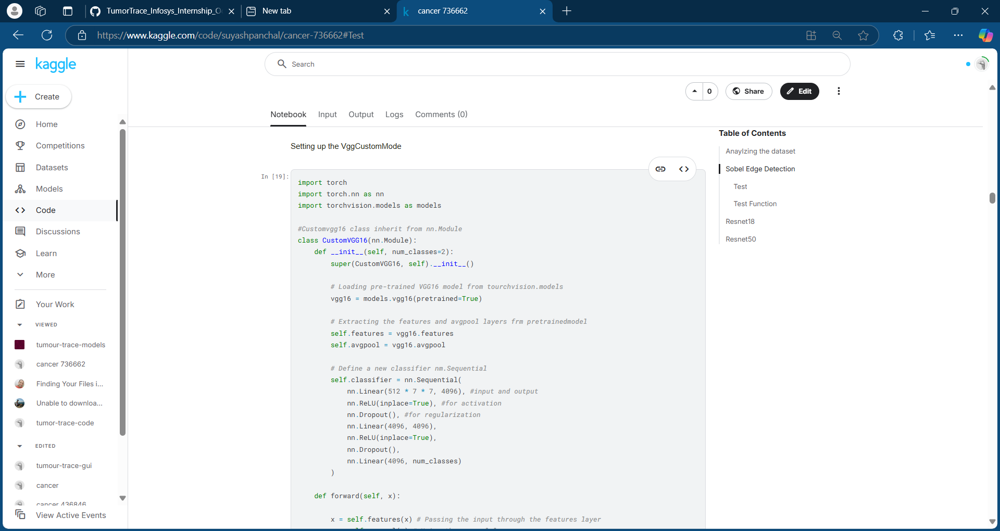 TumorTrace_Infosys_Internship_O
New tab
cancer 736662
https://www.kaggle.com/code/suyashpanchal/cancer-736662#Test
kaggle
Search
Create
0
Share
Edit
Notebook
Input
Output
Logs
Comments (0)
Home
Competitions
Datasets
Models
Code
Discussions
Learn
More
Your Work
VIEWED
tumour-trace-models
cancer 736662
Finding Your Files i...
Unable to downloa...
tumor-trace-code
EDITED
tumour-trace-gui
cancer
cancer 436846
View Active Events
Setting up the VggCustomMode
In [19]:
import torch
import torch.nn as nn
import torchvision.models as models
#Customvgg16 class inherit from nn.Module
class CustomVGG16(nn.Module):
def __init__(self, num_classes=2):
super(CustomVGG16, self).__init__()
# Loading pre-trained VGG16 model from tourchvision.models
vgg16 = models.vgg16(pretrained=True)
# Extracting the features and avgpool layers frm pretrainedmodel
self.features = vgg16.features
self.avgpool = vgg16.avgpool
# Define a new classifier nm.Sequential
self.classifier = nn.Sequential(
nn.Linear(512 * 7 * 7, 4096), #input and output
nn.ReLU(inplace=True), #for activation
nn.Dropout(), #for regularization
nn.Linear(4096, 4096),
nn.ReLU(inplace=True),
nn.Dropout(),
nn.Linear(4096, num_classes)
)
def forward(self, x):
x = self.features(x) # Passing the input through the features layer
Table of Contents
Anaylzing the dataset
Sobel Edge Detection
Test
Test Function
Resnet18
Resnet50